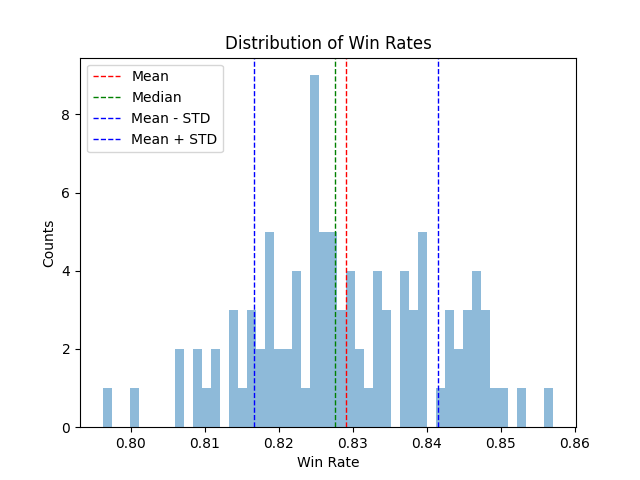 Distribution of Win Rates
Mean
Median
Mean - STD
Mean + STD
Counts
8
6
4
2
0
0.80 0.81 0.82 0.83 0.84 0.85 0.86
Win Rate